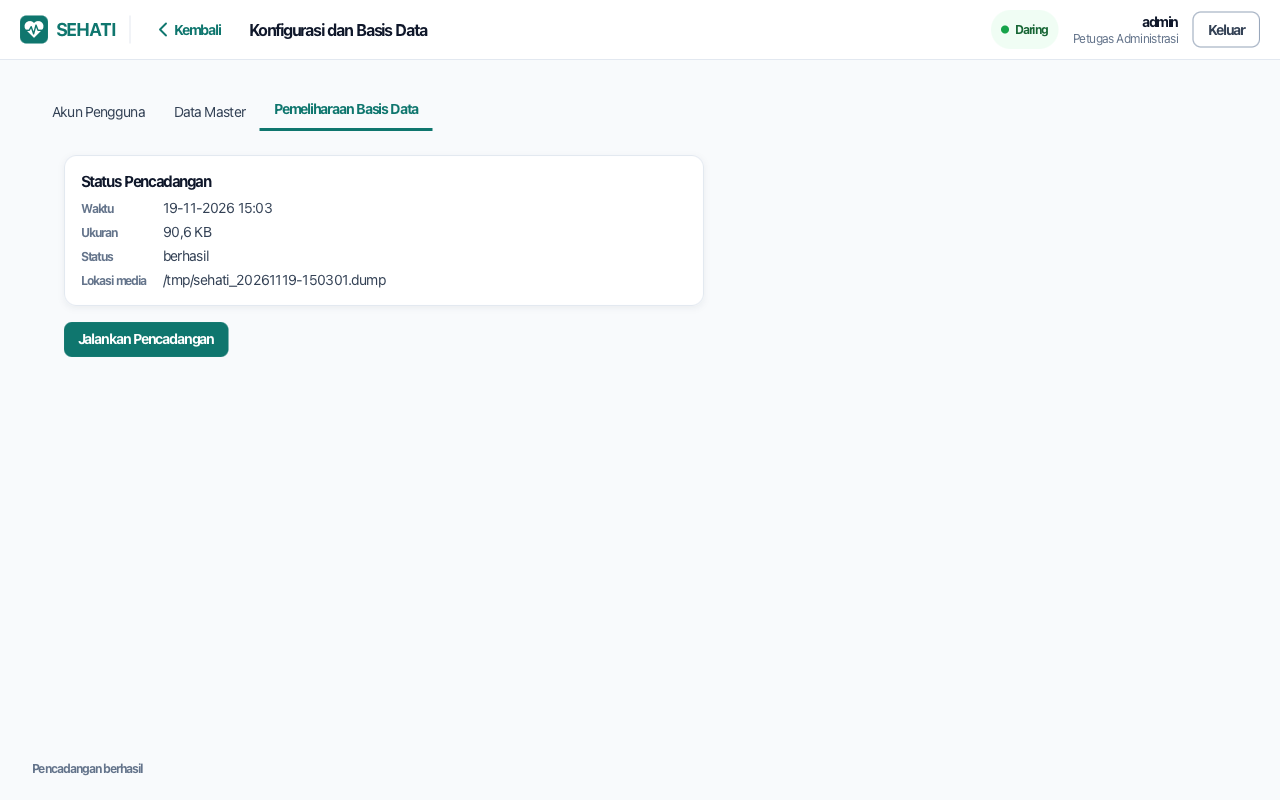 SEHATI
Kembali
Konfigurasi dan Basis Data
Daring
admin
Petugas Administrasi
Keluar
Akun Pengguna
Data Master
Pemeliharaan Basis Data
Status Pencadangan
Waktu 19-11-2026 15:03
Ukuran 90,6 KB
Status berhasil
Lokasi media /tmp/sehati_20261119-150301.dump
Jalankan Pencadangan
Pencadangan berhasil